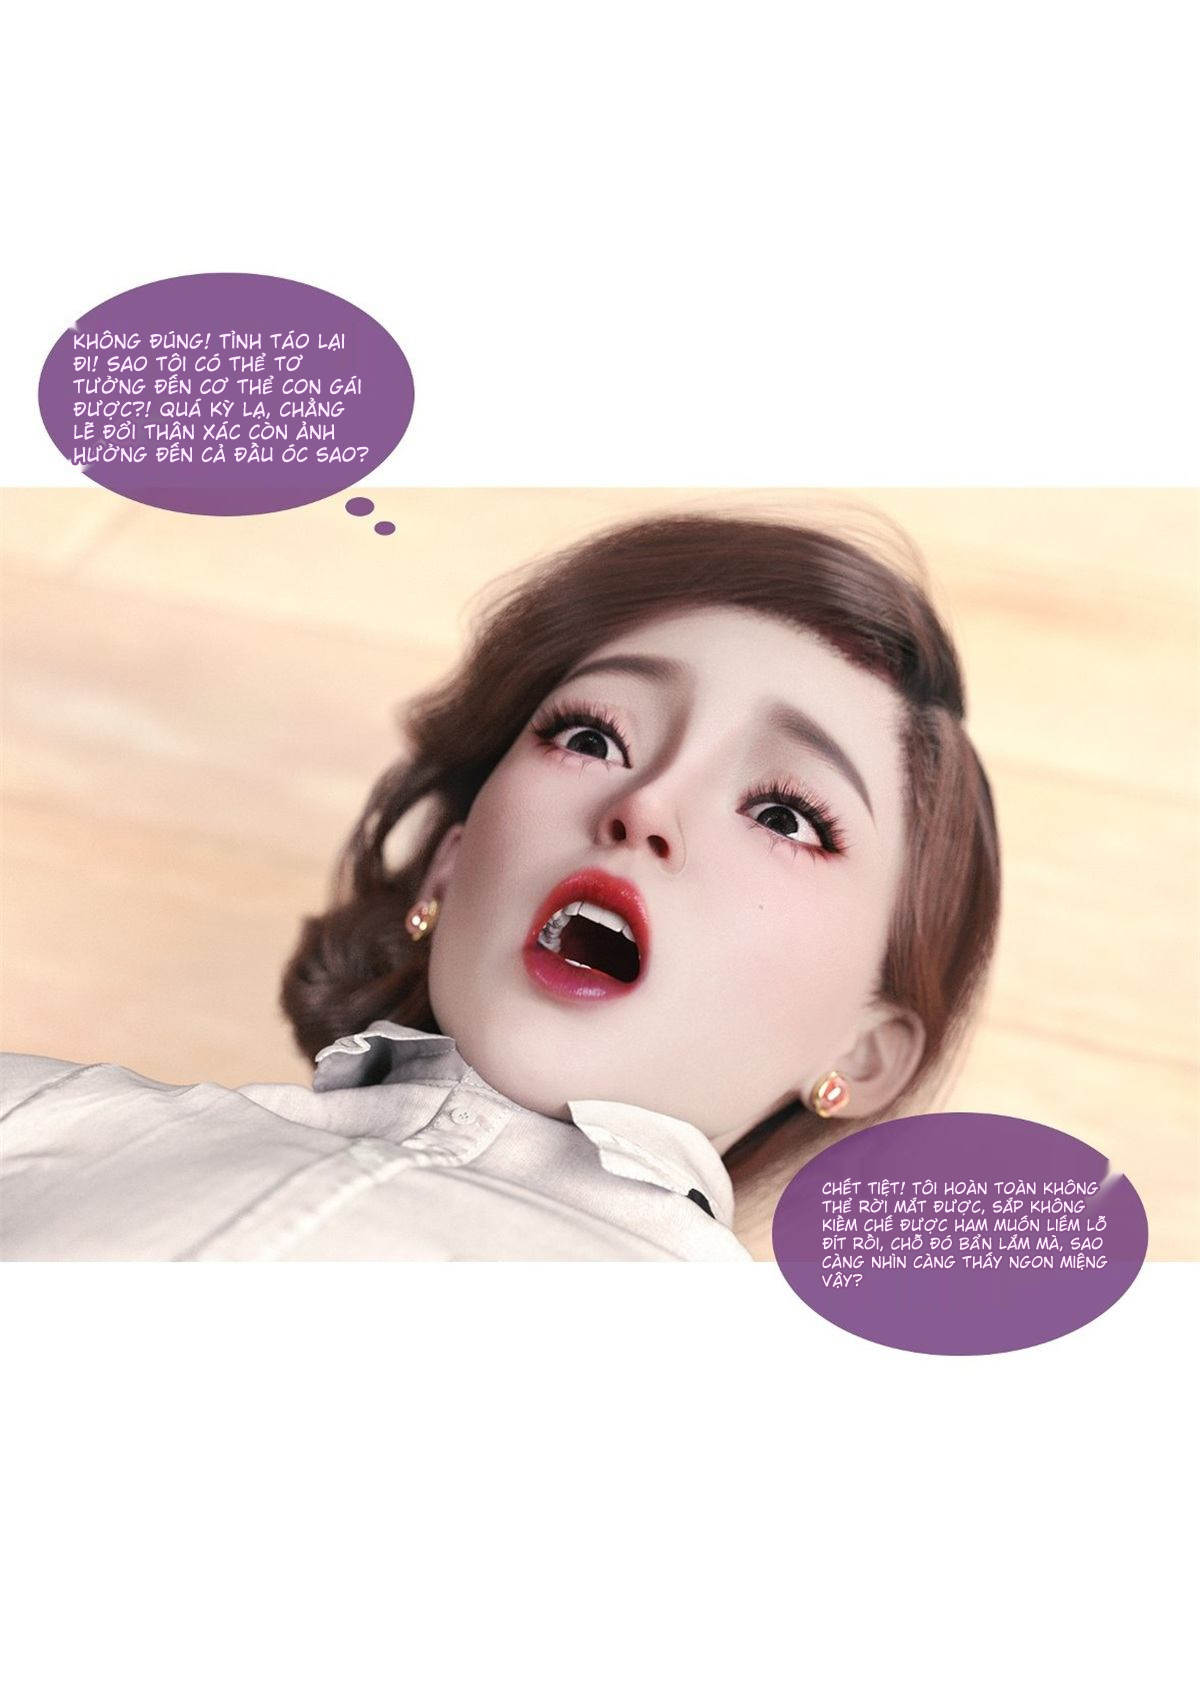 KHÔNG ĐÚNG! TỈNH TÁO LẠI
ĐI! SAO TÔI CÓ THỂ TƠ
TƯỞNG ĐẾN CƠ THỂ CON GÁI
ĐƯỢC?! QUÁ KỲ LẠ, CHẲNG
LẼ ĐỔI THÂN XÁC CÒN ẢNH
HƯỞNG ĐẾN CẢ ĐẦU ÓC SAO?
CHẾT TIỆT! TÔI HOÀN TOÀN KHÔNG
THỂ RỜI MẮT ĐƯỢC, SẮP KHÔNG
KIỀM CHẾ ĐƯỢC HAM MUỐN LIẾM LỖ
ĐÍT RỒI, CHỖ ĐÓ BẨN LẮM MÀ, SAO
CÀNG NHÌN CÀNG THẤY NGON MIỆNG
VẬY?